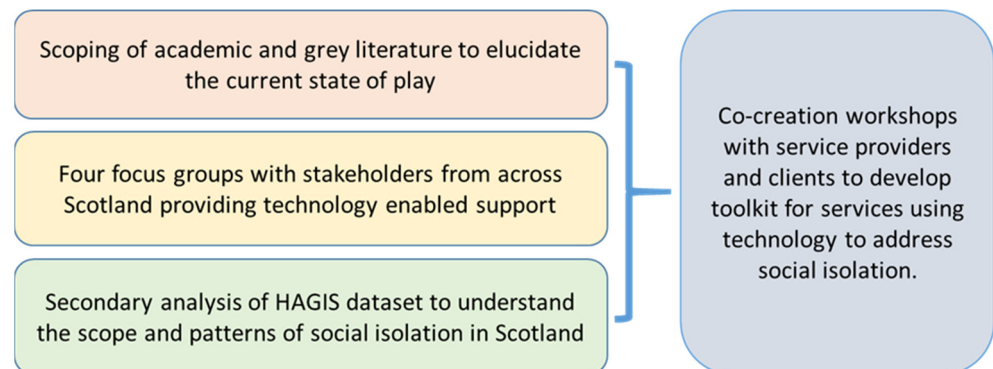 Scoping of academic and grey literature to elucidate
the current state of play
Four focus groups with stakeholders from across
Scotland providing technology enabled support
Secondary analysis of HAGIS dataset to understand
the scope and patterns of social isolation in Scotland
Co-creation workshops
with service providers
and clients to develop
toolkit for services using
technology to address
social isolation.